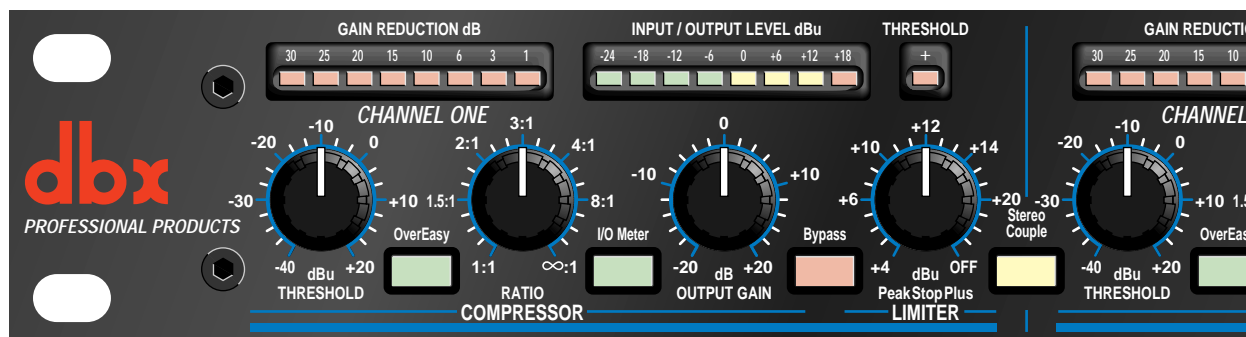 GAIN REDUCTION dB
30 25 20 15 10 6 3 1
INPUT / OUTPUT LEVEL dBu
-24 -18 -12 -6 0 +6 +12 +18
THRESHOLD
+
GAIN REDUCTI
30 25 20 15 10
CHANNEL ONE
CHANNEL
dbx
PROFESSIONAL PRODUCTS
-40 -30 -20 -10 0 +10 +20
dBu
THRESHOLD
OverEasy
1:1 1.5:1 2:1 3:1 4:1 8:1 ∞:1
RATIO
I/O Meter
-20 -10 0 +10 +20
dB
OUTPUT GAIN
Bypass
COMPRESSOR
+4 +6 +10 +12 +14 +20 OFF
dBu
PeakStopPlus
LIMITER
Stereo
Couple
-40 -30 -20 -10 0 +10 +20
dBu
THRESHOLD
OverEas
1.5